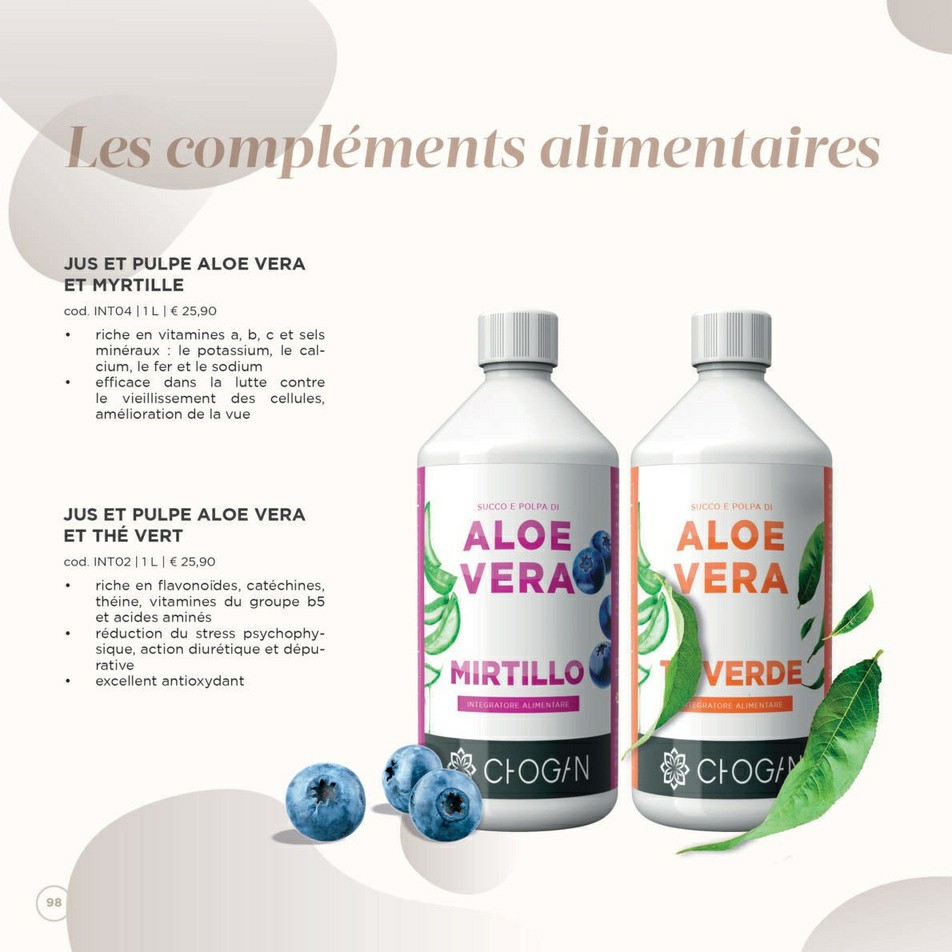 Les compléments alimentaires
JUS ET PULPE ALOE VERA
ET MYRTILLE
cod. INT04 | 1 L | € 25,90
• riche en vitamines a, b, c et sels
minéraux : le potassium, le cal-
cium, le fer et le sodium
• efficace dans la lutte contre
le vieillissement des cellules,
amélioration de la vue
JUS ET PULPE ALOE VERA
ET THÉ VERT
cod. INT02 | 1 L | € 25,90
• riche en flavonoïdes, catéchines,
théine, vitamines du groupe b5
et acides aminés
• réduction du stress psychophy-
sique, action diurétique et dépu-
rative
• excellent antioxydant
SUCCO E POLPA DI
ALOE
VERA
MIRTILLO
INTEGRATORE ALIMENTARE
CHOGAN
SUCCO E POLPA DI
ALOE
VERA
VERDE
ALIMENTARE
CHOGAN
98